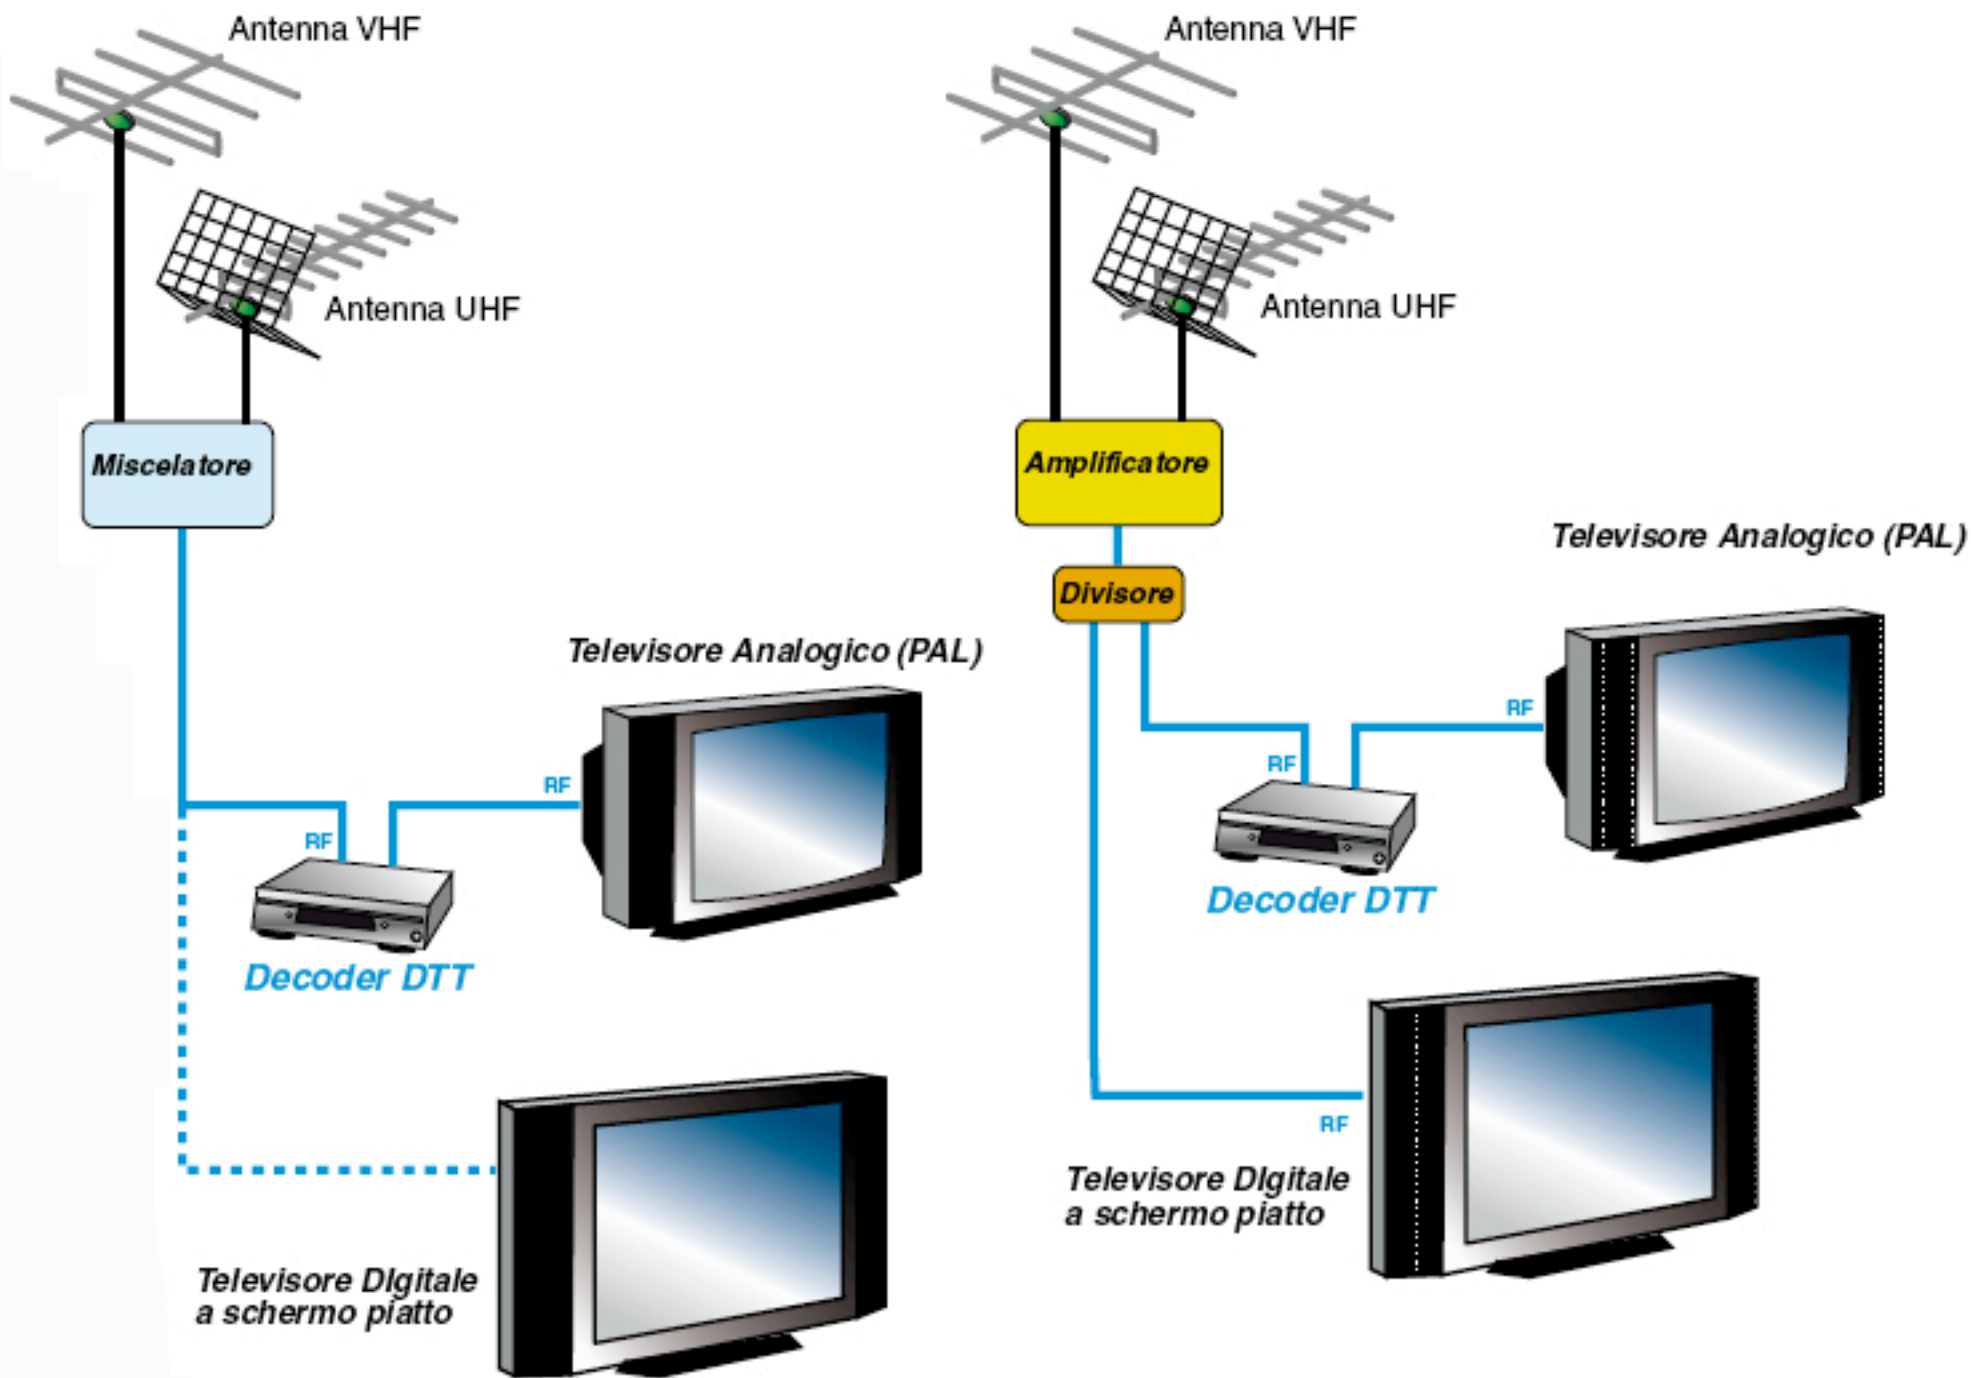 Antenna VHF
Antenna UHF
Miscelatore
Televisore Analogico (PAL)
RF
RF
Decoder DTT
Televisore DIgitale
a schermo piatto
Antenna VHF
Antenna UHF
Amplificatore
Divisore
Televisore Analogico (PAL)
RF
RF
Decoder DTT
RF
Televisore DIgitale
a schermo piatto